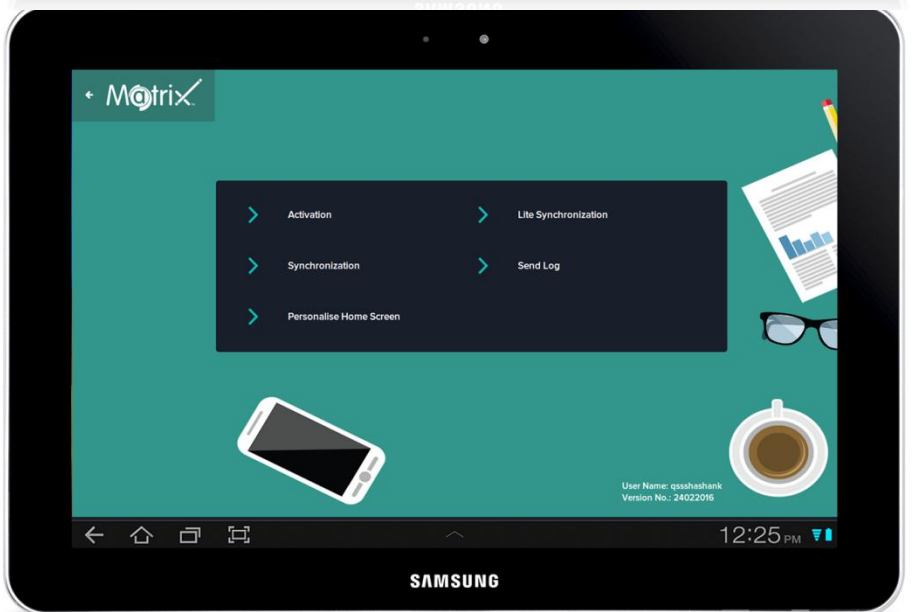 M@trix
Activation
Lite Synchronization
Synchronization
Send Log
Personalise Home Screen
User Name: qssshashank
Version No.: 24022016
12:25 PM
SAMSUNG